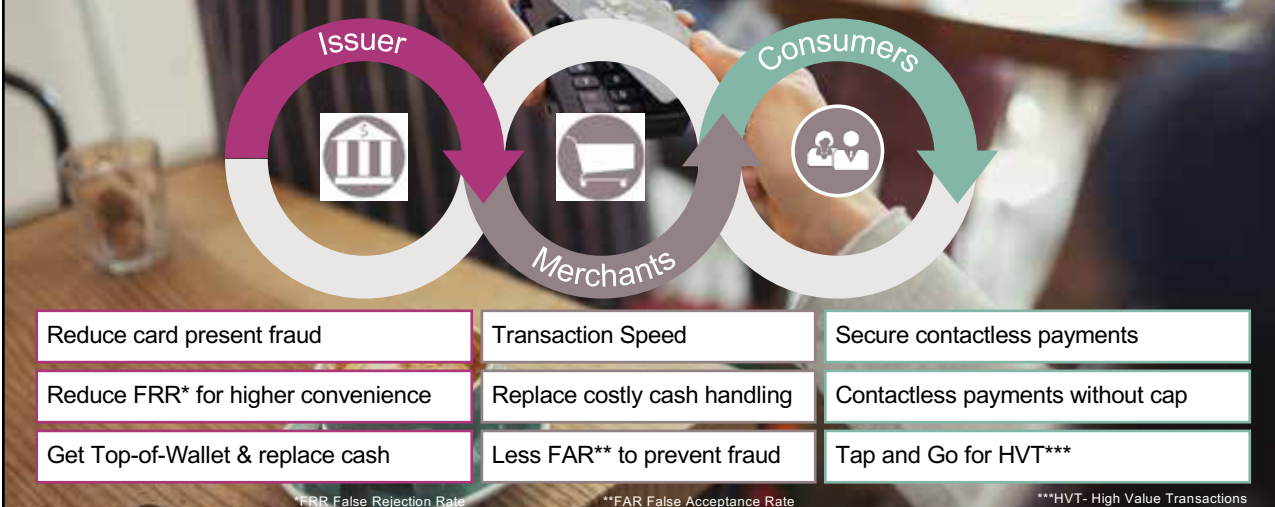 Issuer
Consumers
$
Merchants
Reduce card present fraud
Transaction Speed
Secure contactless payments
Reduce FRR* for higher convenience
Replace costly cash handling
Contactless payments without cap
Get Top-of-Wallet & replace cash
Less FAR** to prevent fraud
Tap and Go for HVT***
*FRR False Rejection Rate
**FAR False Acceptance Rate
***HVT- High Value Transactions